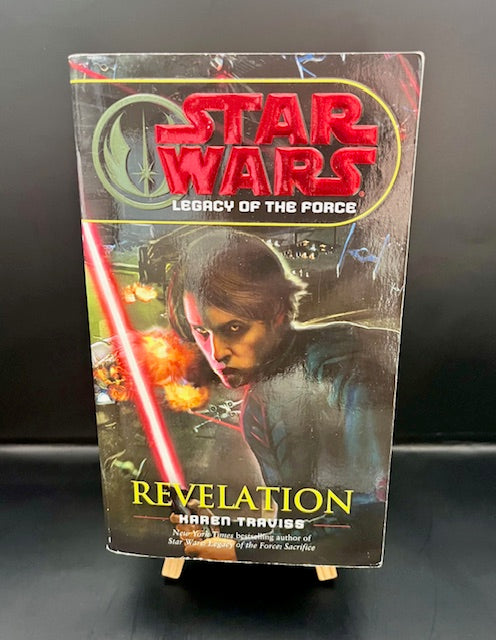 STAR
WARS
LEGACY OF THE FORCE
REVELATION
KAREN TRAVISS
New York Times bestselling author of
Star Wars: Legacy of the Force: Sacrifice